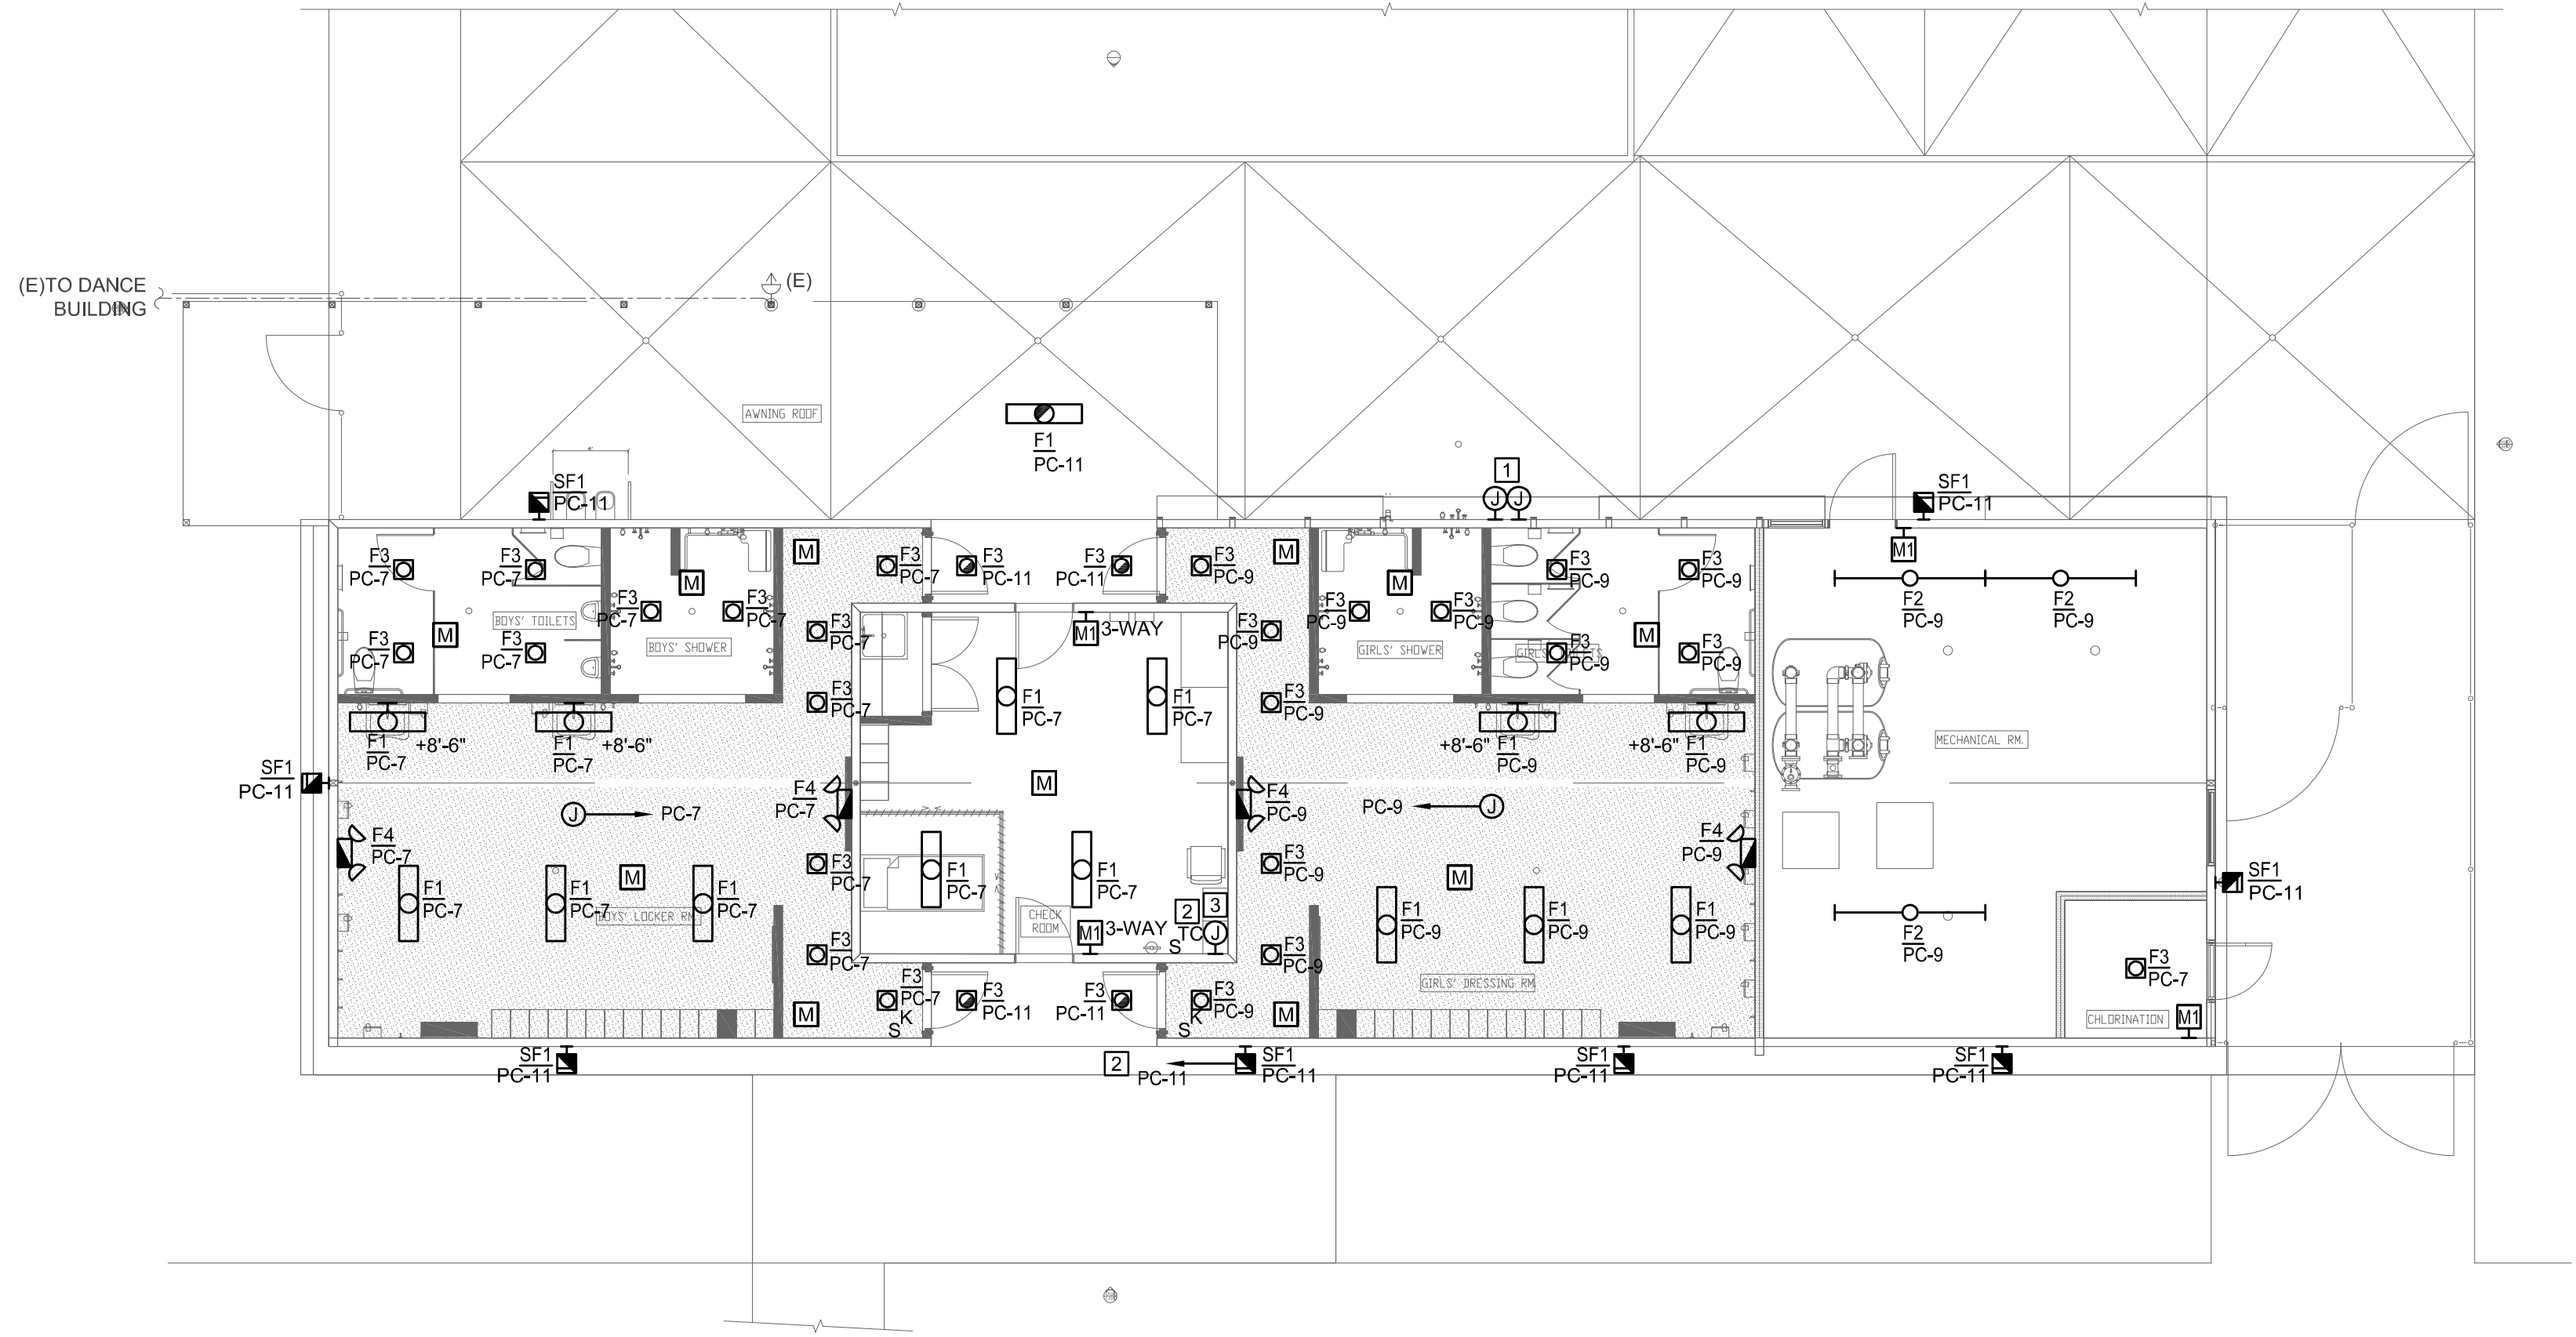 (E)TO DANCE
BUILDING
(E)
AWNING ROOF
F1
PC-11
1
SF1
PC-11
J
J
SF1
PC-11
F3
PC-7
F3
PC-7
M
F3
PC-7
F3
PC-11
F3
PC-11
F3
PC-9
M
F3
PC-9
F3
PC-9
M1
M
F3
PC-7
F3
PC-7
M
F3
PC-9
F3
PC-9
F2
PC-9
F2
PC-9
BOYS' TOILETS
M
F3
PC-7
F3
PC-7
BOYS' SHOWER
F3
PC-7
M1
3-WAY
F3
PC-9
GIRLS' SHOWER
M
F3
PC-9
F3
PC-9
F3
PC-7
F1
PC-7
F1
PC-7
F3
PC-9
F1
PC-7
+8'-6"
F1
PC-7
+8'-6"
+8'-6"
F1
PC-9
+8'-6"
F1
PC-9
MECHANICAL RM.
SF1
PC-11
M
F4
PC-7
F4
PC-9
J
PC-7
PC-9
J
F4
PC-7
F4
PC-9
F3
PC-7
F1
PC-7
F1
PC-7
F3
PC-9
M
M
SF1
PC-11
F1
PC-7
F1
PC-7
F1
PC-7
BOYS' LOCKER RM.
CHECK
ROOM
2
3
F1
PC-9
F1
PC-9
F1
PC-9
F2
PC-9
M1
3-WAY
TC
J
S
F3
PC-7
F3
PC-9
GIRLS' DRESSING RM.
F3
PC-7
F3
PC-7
K
S
F3
PC-11
F3
PC-11
F3
PC-9
K
S
M
M
CHLORINATION
M1
SF1
PC-11
2
PC-11
SF1
PC-11
SF1
PC-11
SF1
PC-11